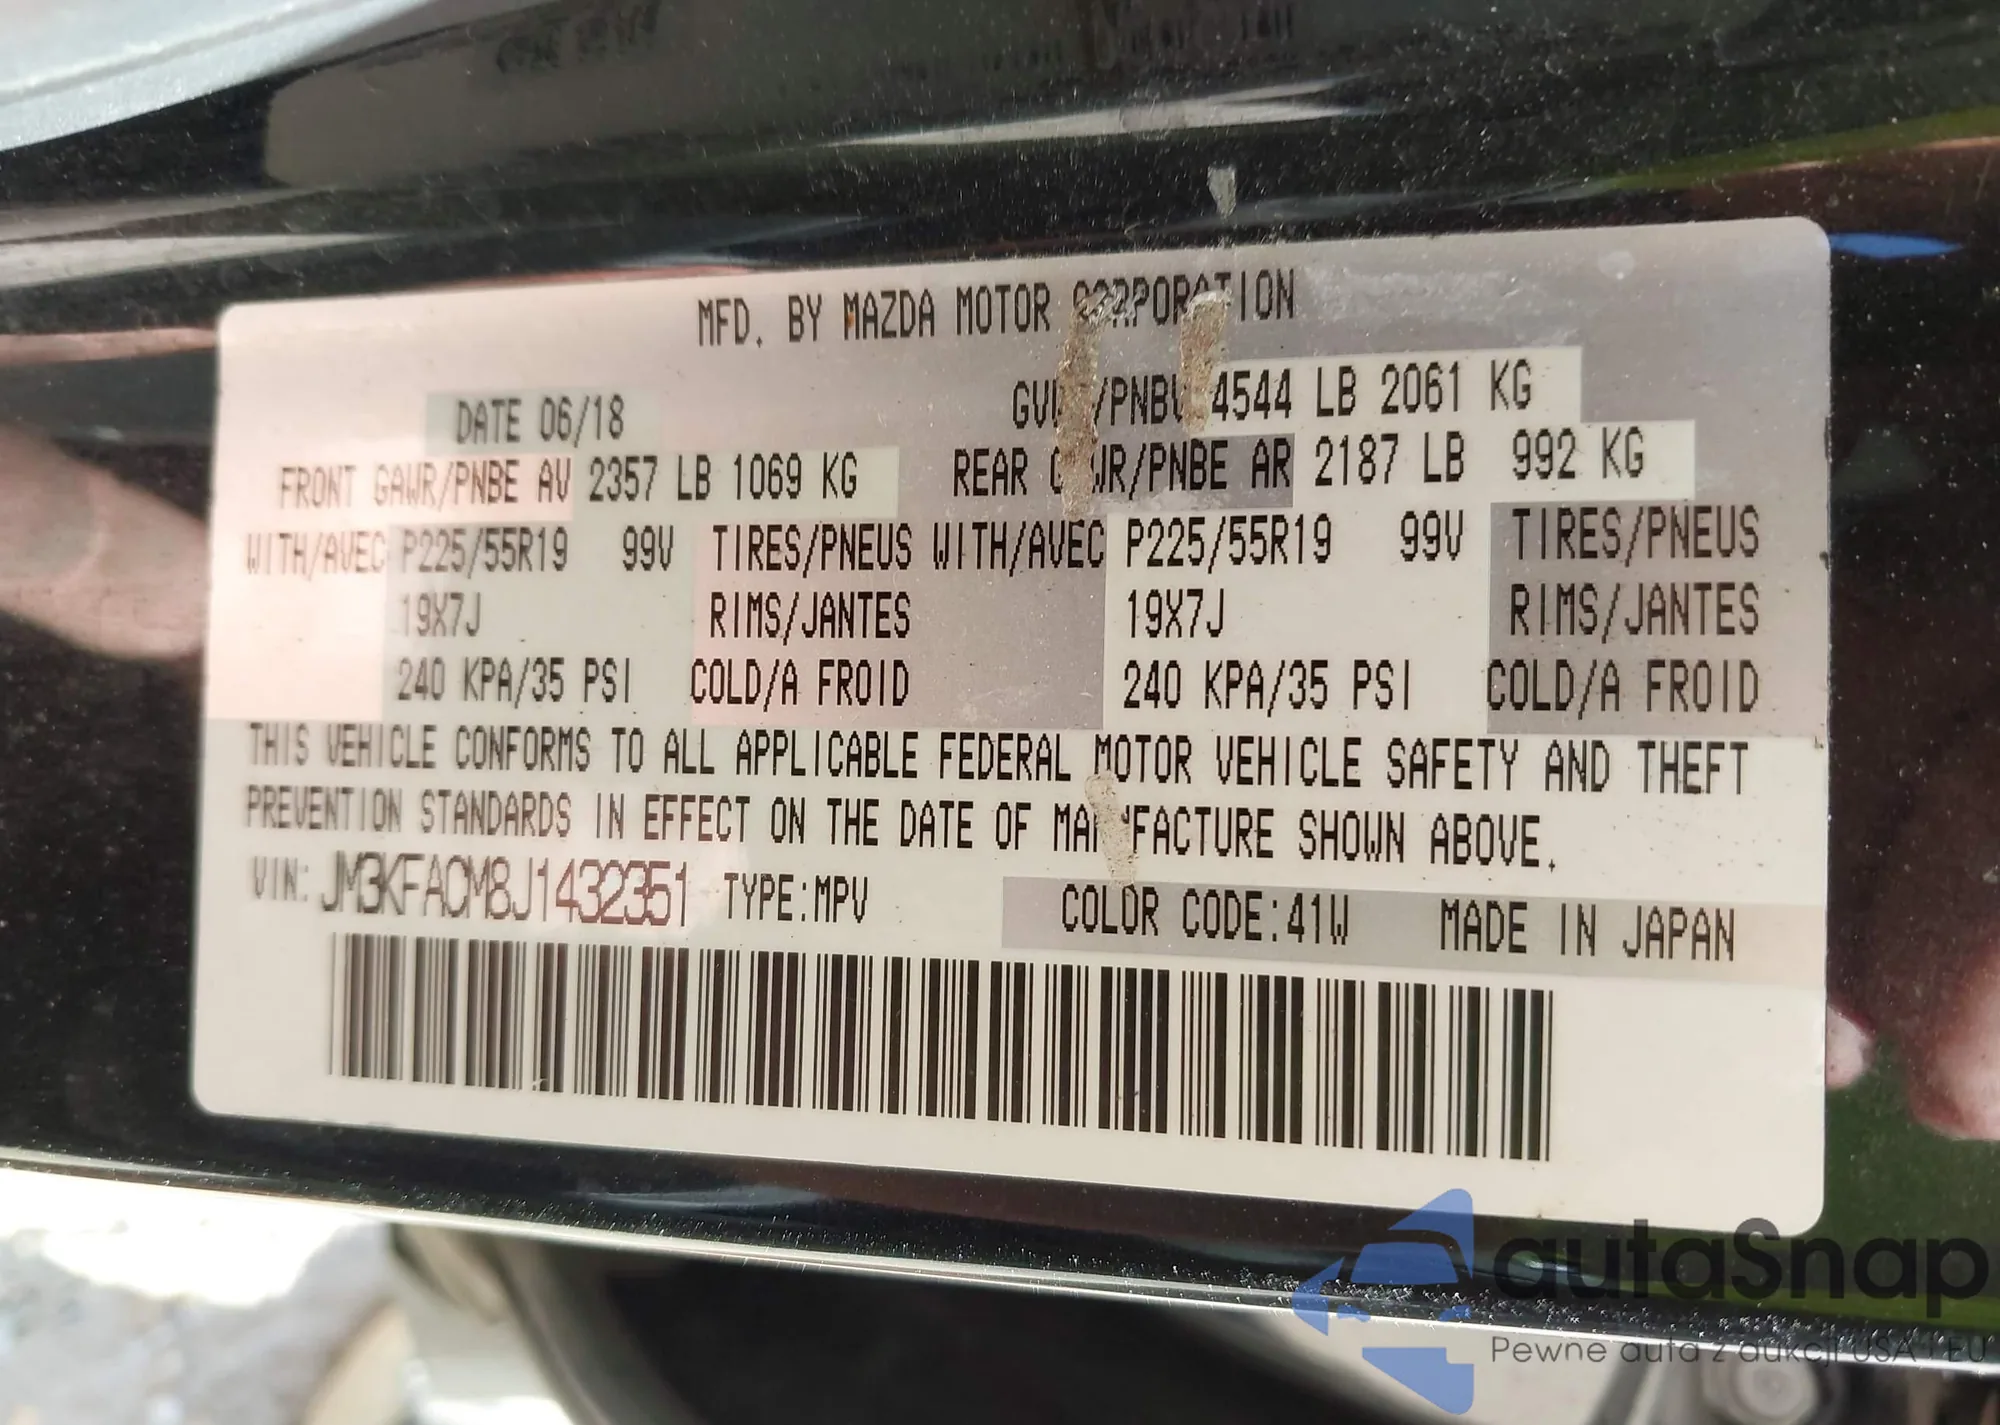 MFD. BY MAZDA MOTOR CORPORATION
DATE 06/18 GVWR/PNBV 4544 LB 2061 KG
FRONT GAWR/PNBE AV 2357 LB 1069 KG REAR GAWR/PNBE AR 2187 LB 992 KG
WITH/AVEC P225/55R19 99V TIRES/PNEUS WITH/AVEC P225/55R19 99V TIRES/PNEUS
19X7J RIMS/JANTES 19X7J RIMS/JANTES
240 KPA/35 PSI COLD/A FROID 240 KPA/35 PSI COLD/A FROID
THIS VEHICLE CONFORMS TO ALL APPLICABLE FEDERAL MOTOR VEHICLE SAFETY AND THEFT
PREVENTION STANDARDS IN EFFECT ON THE DATE OF MANUFACTURE SHOWN ABOVE.
VIN: JM3KFACM8J1432351 TYPE:MPV COLOR CODE:41W MADE IN JAPAN
autaSnap
Pewne auta z aukcji USA i EU